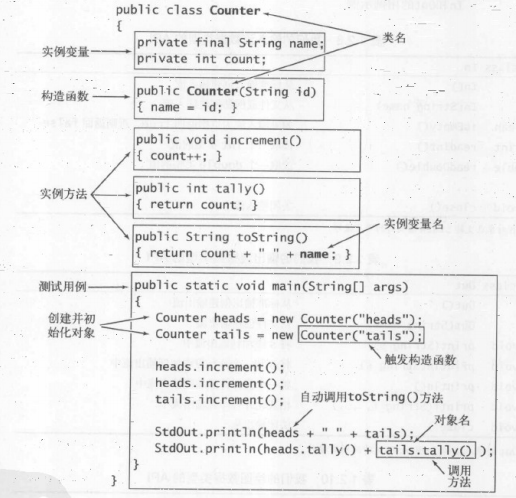 public class Counter
{
类名
实例变量
private final String name;
private int count;
构造函数
public Counter(String id)
{ name = id; }
public void increment()
{ count++; }
实例方法
public int tally()
{ return count; }
public String toString()
{ return count + " " + name; }
实例变量名
测试用例
public static void main(String[] args)
{
创建并初
始化对象
Counter heads = new Counter("heads");
Counter tails = new Counter("tails");
触发构造函数
heads.increment();
heads.increment();
tails.increment();
自动调用toString()方法
StdOut.println(heads + " " + tails);
对象名
StdOut.println(heads.tally() + tails.tally() );
调用
方法
}
}